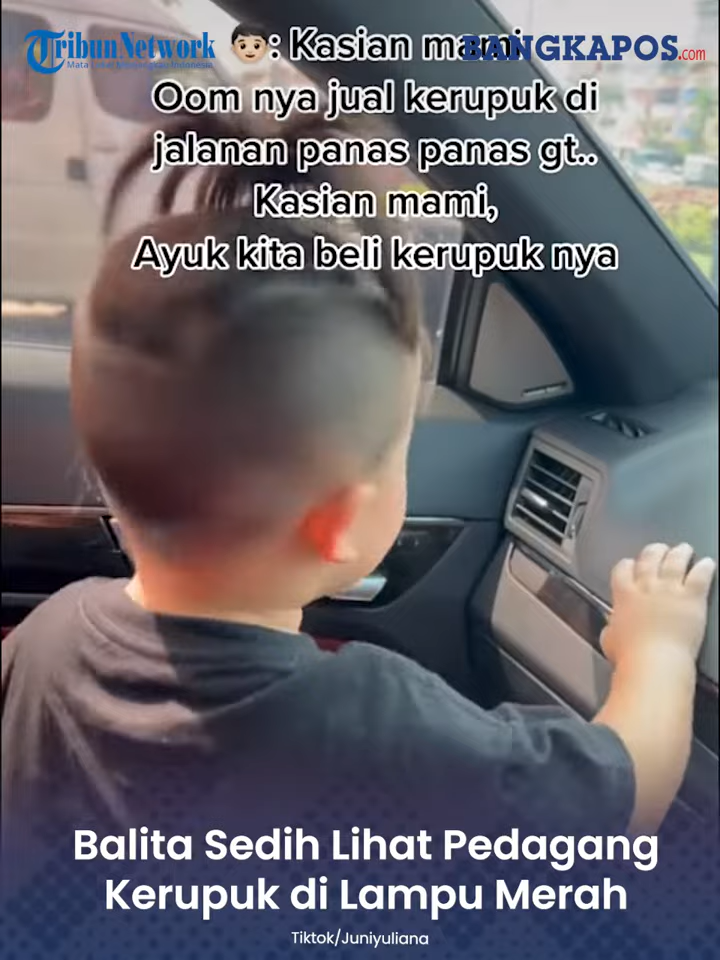 TribunNetwork
BANGKAPOS.com
: Kasian mami
Oom nya jual kerupuk di
jalanan panas panas gt..
Kasian mami,
Ayuk kita beli kerupuk nya
Balita Sedih Lihat Pedagang
Kerupuk di Lampu Merah
Tiktok/Juniyuliana